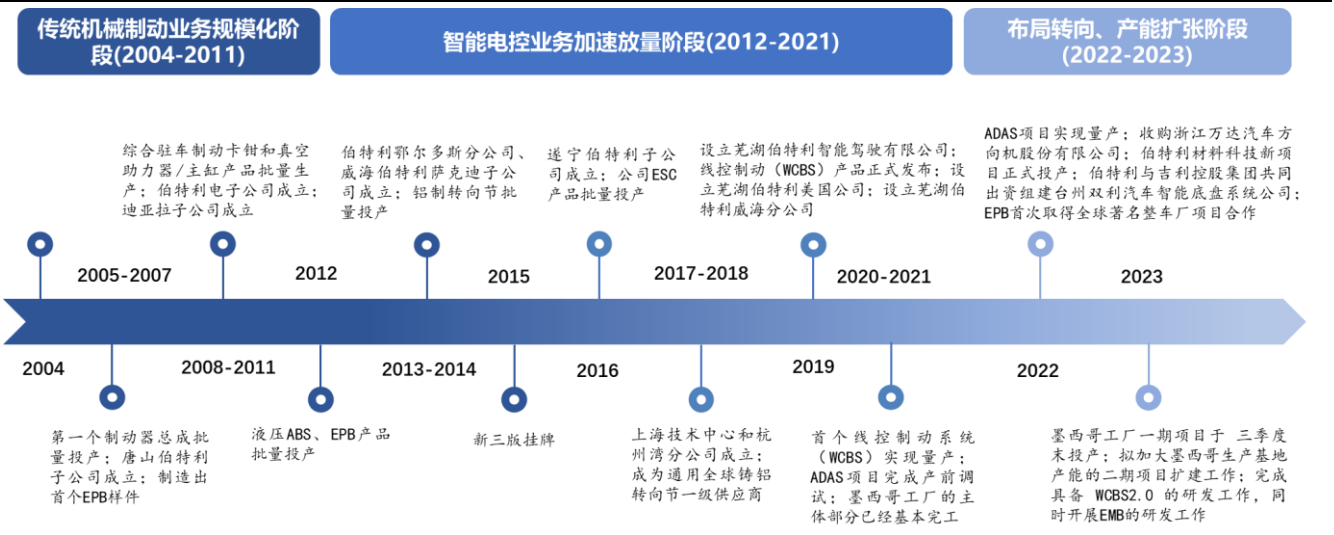 传统机械制动业务规模化阶
段(2004-2011)
智能电控业务加速放量阶段(2012-2021)
布局转向、产能扩张阶段
(2022-2023)
综合驻车制动卡钳和真空
助力器/主缸产品批量生
产；伯特利电子公司成立；
迪亚拉子公司成立
伯特利鄂尔多斯分公司、
威海伯特利萨克迪子公
司成立；铝制转向节批
量投产
遂宁伯特利子公
司成立；公司ESC
产品批量投产
设立芜湖伯特利智能驾驶有限公司；
线控制动（WCBS）产品正式发布；设
立芜湖伯特利美国公司；设立芜湖伯
特利威海分公司
ADAS项目实现量产；收购浙江万达汽车方
向机股份有限公司；伯特利材料科技新项
目正式投产；伯特利与吉利控股集团共同
出资组建台州双利汽车智能底盘系统公司；
EPB首次取得全球著名整车厂项目合作
2005-2007
2012
2015
2017-2018
2020-2021
2023
2004
2008-2011
2013-2014
2016
2019
2022
第一个制动器总成批
量投产；唐山伯特利
子公司成立；制造出
首个EPB样件
液压ABS、EPB产品
批量投产
新三版挂牌
上海技术中心和杭
州湾分公司成立；
成为通用全球铸铝
转向节一级供应商
首个线控制动系统
（WCBS）实现量产；
ADAS项目完成产前调
试；墨西哥工厂的主
体部分已经基本完工
墨西哥工厂一期项目于 三季度
末投产；拟加大墨西哥生产基地
产能的二期项目扩建工作；完成
具备 WCBS2.0 的研发工作，同
时开展EMB的研发工作